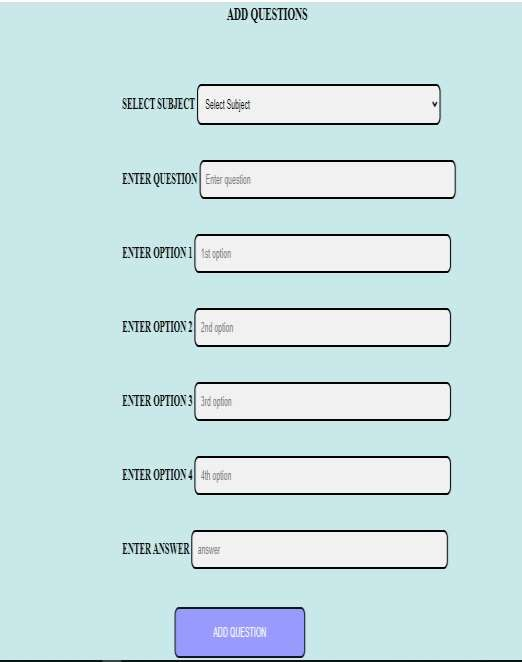 ADD QUESTIONS
SELECT SUBJECT Select Subject
ENTER QUESTION Enter question
ENTER OPTION 1 1st option
ENTER OPTION 2 2nd option
ENTER OPTION 3 3rd option
ENTER OPTION 4 4th option
ENTER ANSWER answer
ADD QUESTION